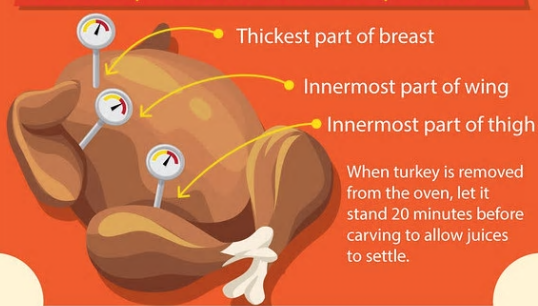 Thickest part of breast
Innermost part of wing
Innermost part of thigh
When turkey is removed
from the oven, let it
stand 20 minutes before
carving to allow juices
to settle.